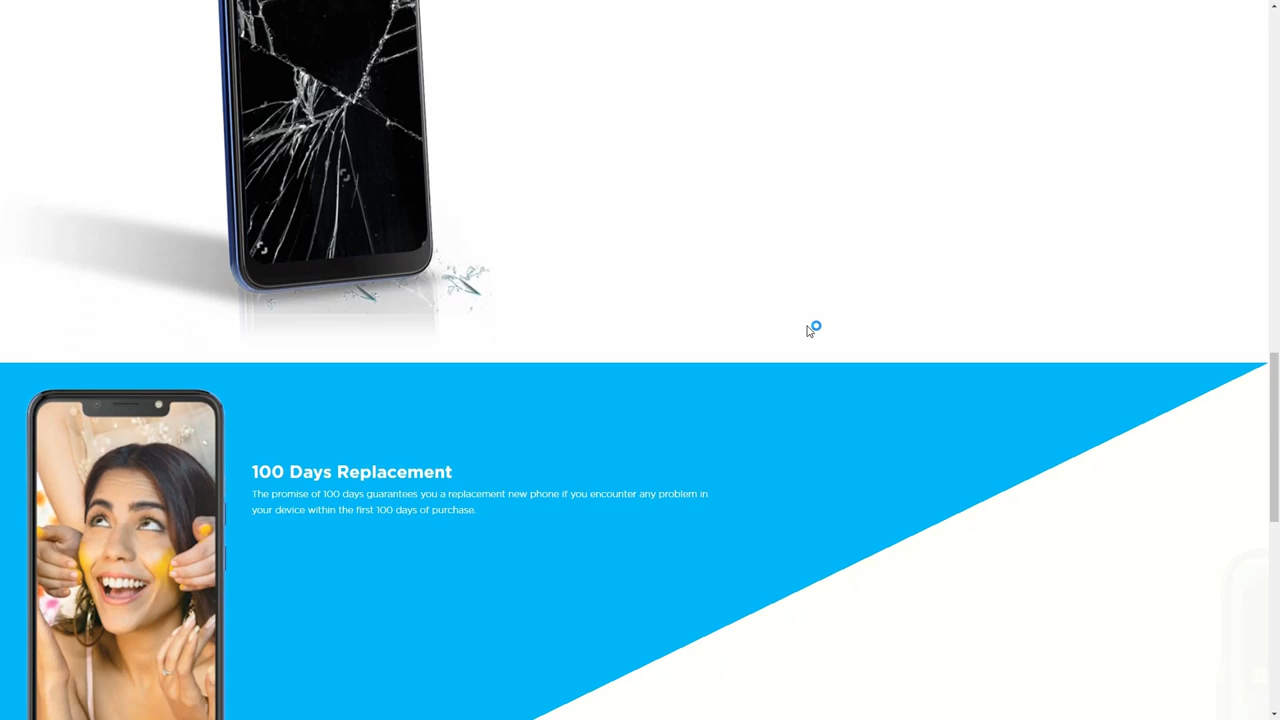 100 Days Replacement
The promise of 100 days guarantees you a replacement new phone if you encounter any problem in
your device within the first 100 days of purchase.